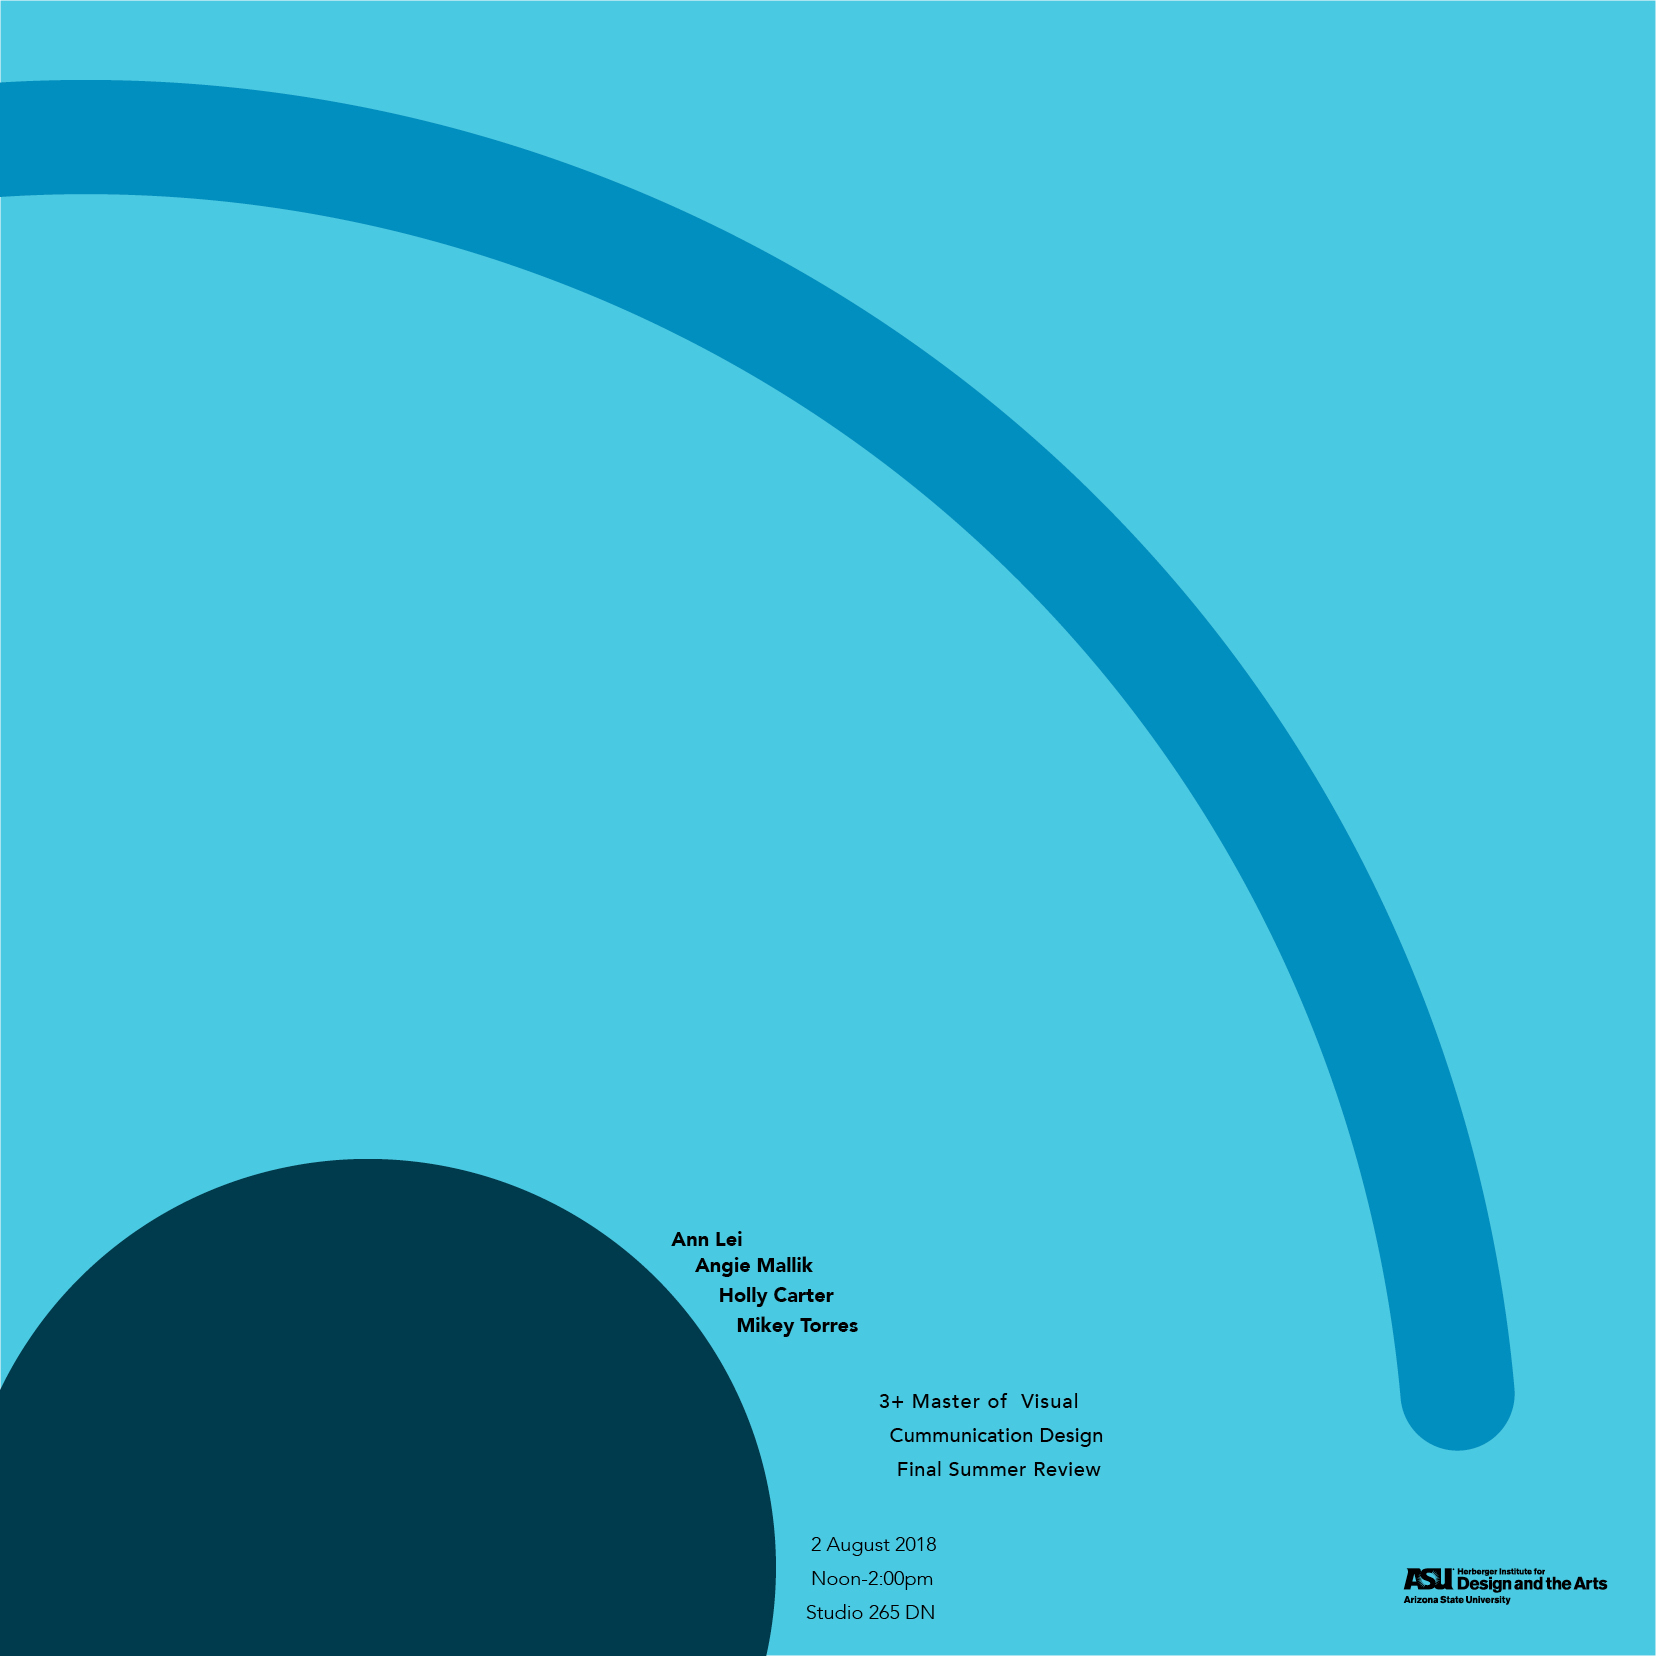 Ann Lei
Angie Mallik
Holly Carter
Mikey Torres
3+ Master of Visual
Cummunication Design
Final Summer Review
2 August 2018
Noon-2:00pm
Studio 265 DN
ASU Herberger Institute for
Design and the Arts
Arizona State University